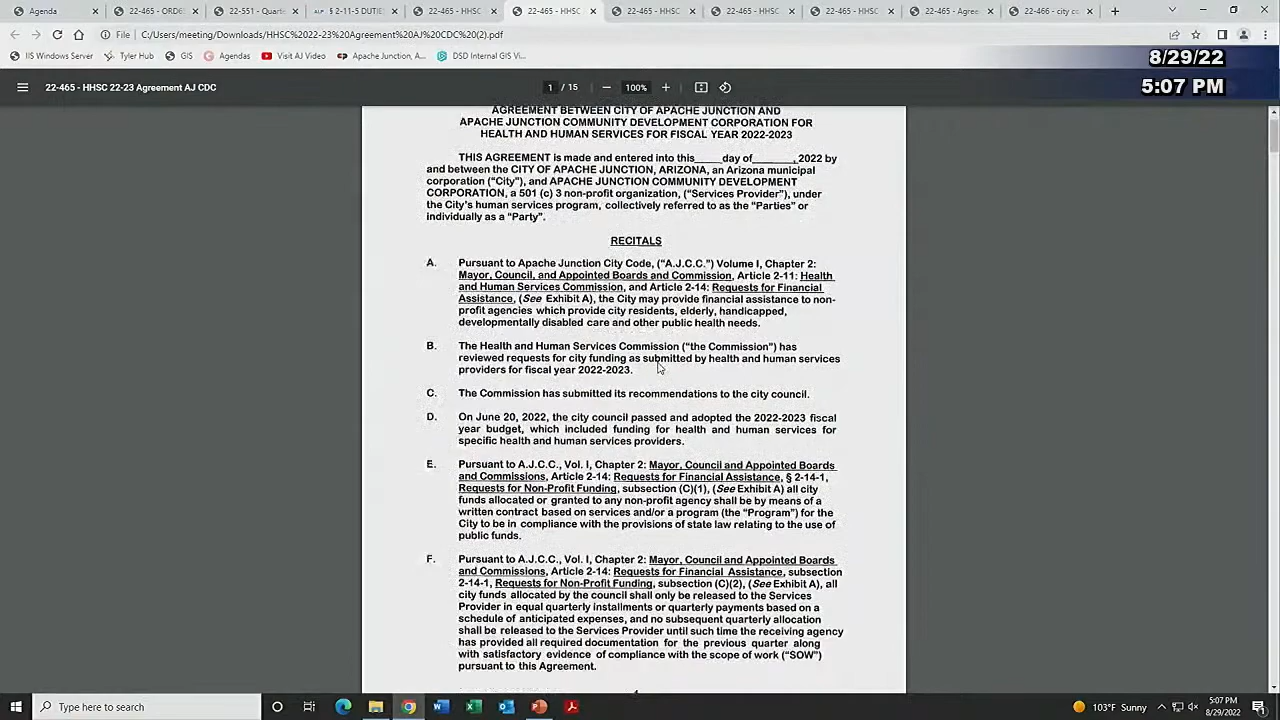 Agenda
22-465 - ORDE
22-551 - Quart
§ 2-11-5 DUTIE
22-465 - HHSC
22-465 - HHSC
22-465 - HHSC
22-465 - HHSC
22-465 - HHSC
22-465 - Agree
22-466 - city c
File C:/Users/meeting/Downloads/HHSC%2022-23%20Agreement%20AJ%20CDC%20(2).pdf
IIS Windows Server
Tyler Hub
GIS
Agendas
Visit AJ Video
Apache Junction, A...
DSD Internal GIS Vi...
8/29/22
5:07 PM
22-465 - HHSC 22-23 Agreement AJ CDC
1 / 15
100%
AGREEMENT BETWEEN CITY OF APACHE JUNCTION AND
APACHE JUNCTION COMMUNITY DEVELOPMENT CORPORATION FOR
HEALTH AND HUMAN SERVICES FOR FISCAL YEAR 2022-2023
THIS AGREEMENT is made and entered into this_____day of________, 2022 by
and between the CITY OF APACHE JUNCTION, ARIZONA, an Arizona municipal
corporation (“City”), and APACHE JUNCTION COMMUNITY DEVELOPMENT
CORPORATION, a 501 (c) 3 non-profit organization, (“Services Provider”), under
the City’s human services program, collectively referred to as the “Parties” or
individually as a “Party”.
RECITALS
A. Pursuant to Apache Junction City Code, (“A.J.C.C.”) Volume I, Chapter 2:
Mayor, Council, and Appointed Boards and Commission, Article 2-11: Health
and Human Services Commission, and Article 2-14: Requests for Financial
Assistance, (See Exhibit A), the City may provide financial assistance to non-
profit agencies which provide city residents, elderly, handicapped,
developmentally disabled care and other public health needs.
B. The Health and Human Services Commission (“the Commission”) has
reviewed requests for city funding as submitted by health and human services
providers for fiscal year 2022-2023.
C. The Commission has submitted its recommendations to the city council.
D. On June 20, 2022, the city council passed and adopted the 2022-2023 fiscal
year budget, which included funding for health and human services for
specific health and human services providers.
E. Pursuant to A.J.C.C., Vol. I, Chapter 2: Mayor, Council and Appointed Boards
and Commissions, Article 2-14: Requests for Financial Assistance, § 2-14-1,
Requests for Non-Profit Funding, subsection (C)(1), (See Exhibit A) all city
funds allocated or granted to any non-profit agency shall be by means of a
written contract based on services and/or a program (the “Program”) for the
City to be in compliance with the provisions of state law relating to the use of
public funds.
F. Pursuant to A.J.C.C., Vol. I, Chapter 2: Mayor, Council and Appointed Boards
and Commissions, Article 2-14: Requests for Financial Assistance, subsection
2-14-1, Requests for Non-Profit Funding, subsection (C)(2), (See Exhibit A), all
city funds allocated by the council shall only be released to the Services
Provider in equal quarterly installments or quarterly payments based on a
schedule of anticipated expenses, and no subsequent quarterly allocation
shall be released to the Services Provider until such time the receiving agency
has provided all required documentation for the previous quarter along
with satisfactory evidence of compliance with the scope of work (“SOW”)
pursuant to this Agreement.
Type here to search
103°F Sunny
5:07 PM
8/29/2022